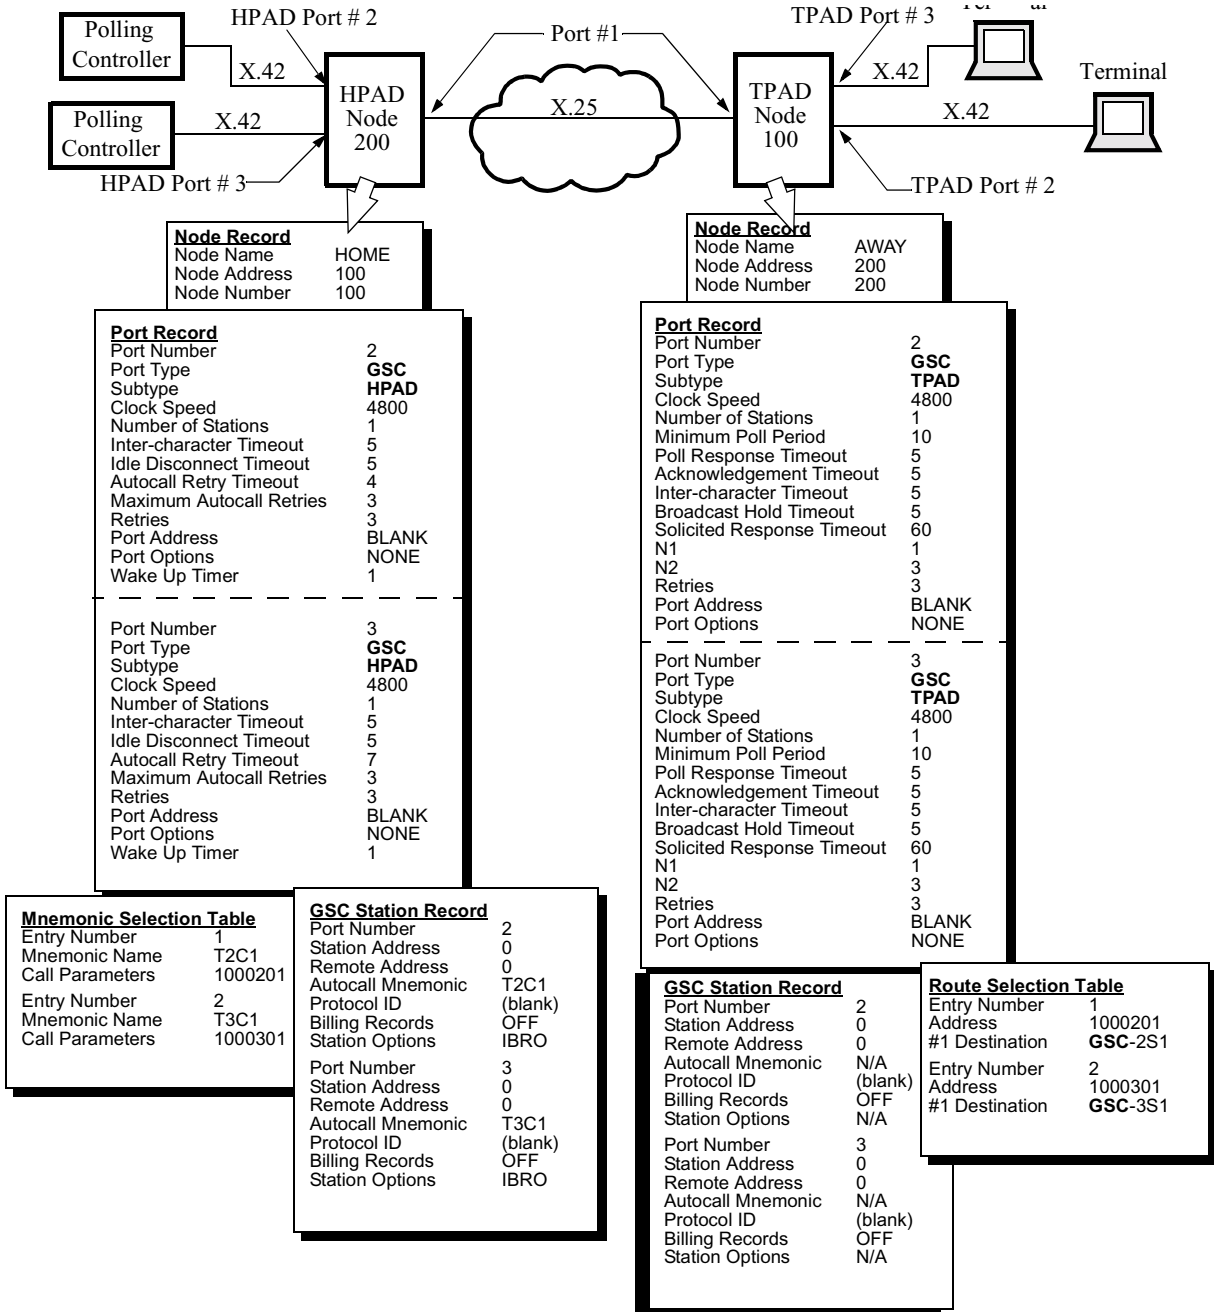 HPAD Port # 2
TPAD Port # 3
Polling
Controller
Port #1
X.42
X.42
Terminal
HPAD
Node
200
TPAD
Node
100
X.25
Polling
Controller
X.42
X.42
HPAD Port # 3
TPAD Port # 2
Node Record
Node Name HOME
Node Address 100
Node Number 100
Node Record
Node Name AWAY
Node Address 200
Node Number 200
Port Record
Port Number 2
Port Type GSC
Subtype HPAD
Clock Speed 4800
Number of Stations 1
Inter-character Timeout 5
Idle Disconnect Timeout 5
Autocall Retry Timeout 4
Maximum Autocall Retries 3
Retries 3
Port Address BLANK
Port Options NONE
Wake Up Timer 1
Port Number 3
Port Type GSC
Subtype HPAD
Clock Speed 4800
Number of Stations 1
Inter-character Timeout 5
Idle Disconnect Timeout 5
Autocall Retry Timeout 7
Maximum Autocall Retries 3
Retries 3
Port Address BLANK
Port Options NONE
Wake Up Timer 1
Port Record
Port Number 2
Port Type GSC
Subtype TPAD
Clock Speed 4800
Number of Stations 1
Minimum Poll Period 10
Poll Response Timeout 5
Acknowledgement Timeout 5
Inter-character Timeout 5
Broadcast Hold Timeout 5
Solicited Response Timeout 60
N1 1
N2 3
Retries 3
Port Address BLANK
Port Options NONE
Port Number 3
Port Type GSC
Subtype TPAD
Clock Speed 4800
Number of Stations 1
Minimum Poll Period 10
Poll Response Timeout 5
Acknowledgement Timeout 5
Inter-character Timeout 5
Broadcast Hold Timeout 5
Solicited Response Timeout 60
N1 1
N2 3
Retries 3
Port Address BLANK
Port Options NONE
Mnemonic Selection Table
Entry Number 1
Mnemonic Name T2C1
Call Parameters 1000201
Entry Number 2
Mnemonic Name T3C1
Call Parameters 1000301
GSC Station Record
Port Number 2
Station Address 0
Remote Address 0
Autocall Mnemonic T2C1
Protocol ID (blank)
Billing Records OFF
Station Options IBRO
Port Number 3
Station Address 0
Remote Address 0
Autocall Mnemonic T3C1
Protocol ID (blank)
Billing Records OFF
Station Options IBRO
GSC Station Record
Port Number 2
Station Address 0
Remote Address 0
Autocall Mnemonic N/A
Protocol ID (blank)
Billing Records OFF
Station Options N/A
Port Number 3
Station Address 0
Remote Address 0
Autocall Mnemonic N/A
Protocol ID (blank)
Billing Records OFF
Station Options N/A
Route Selection Table
Entry Number 1
Address 1000201
#1 Destination GSC-2S1
Entry Number 2
Address 1000301
#1 Destination GSC-3S1